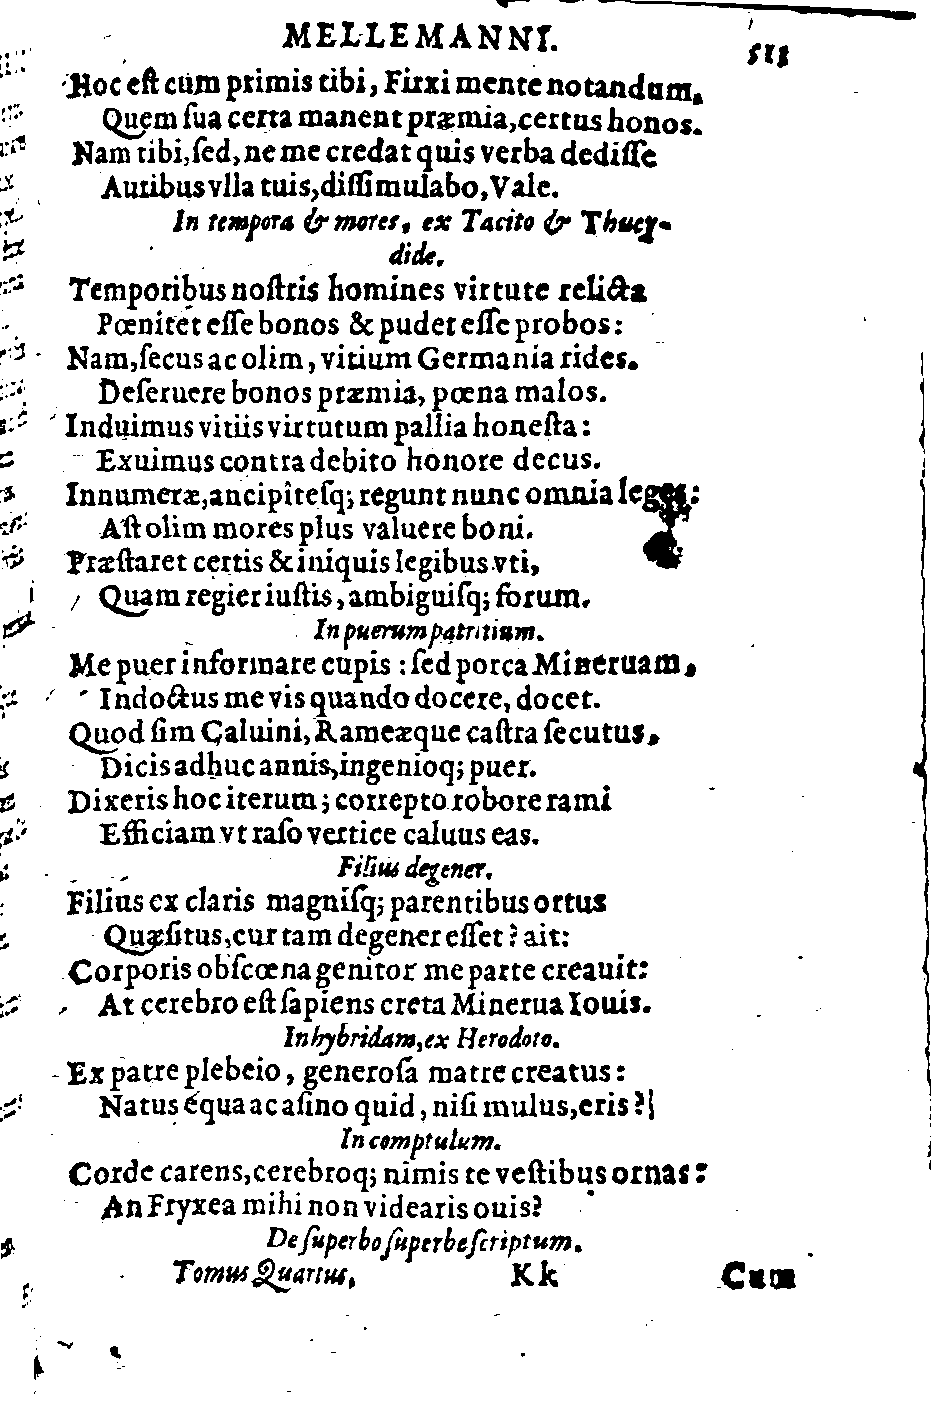 MELLEMANNI. 513
Hoc eſt cum primis tibi, Firxi mente notandum,
Quem ſua certa manent præmia, certus honos.
Nam tibi, ſed, ne me credat quis verba dediſſe
Auribus vlla tuis, diſſimulabo, Vale.
In tempora & mores, ex Tacito & Thucy-
dide.
Temporibus noſtris homines virtute relicta
Pœnitet eſſe bonos & pudet eſſe probos:
Nam, ſecus ac olim, vitium Germania rides.
Deſeruere bonos præmia, pœna malos.
Induimus vitiis virtutum pallia honeſta:
Exuimus contra debito honore decus.
Innumeræ, ancipiteſq; regunt nunc omnia leges:
Aſt olim mores plus valuere boni.
Præſtaret certis & iniquis legibus vti,
Quam regier iuſtis, ambiguiſq; forum.
In puerum patritium.
Me puer informare cupis: ſed porca Mineruam,
Indoctus me vis quando docere, docet.
Quod ſim Caluini, Rameæque caſtra ſecutus,
Dicis adhuc annis, ingenioq; puer.
Dixeris hoc iterum; correpto robore rami
Efficiam vt raſo vertice caluus eas.
Filius degener.
Filius ex claris magniſq; parentibus ortus
Quæſitus, cur tam degener eſſet? ait:
Corporis obſcœna genitor me parte creauit:
At cerebro eſt ſapiens creta Minerua Iouis.
In hybridam, ex Herodoto.
Ex patre plebeio, generoſa matre creatus:
Natus équa ac aſino quid, niſi mulus, eris?
In comptulum.
Corde carens, cerebroq; nimis te veſtibus ornas:
An Fryxea mihi non videaris ouis?
De ſuperbo ſuperbe ſcriptum.
Tomus Quartus, Kk Cum